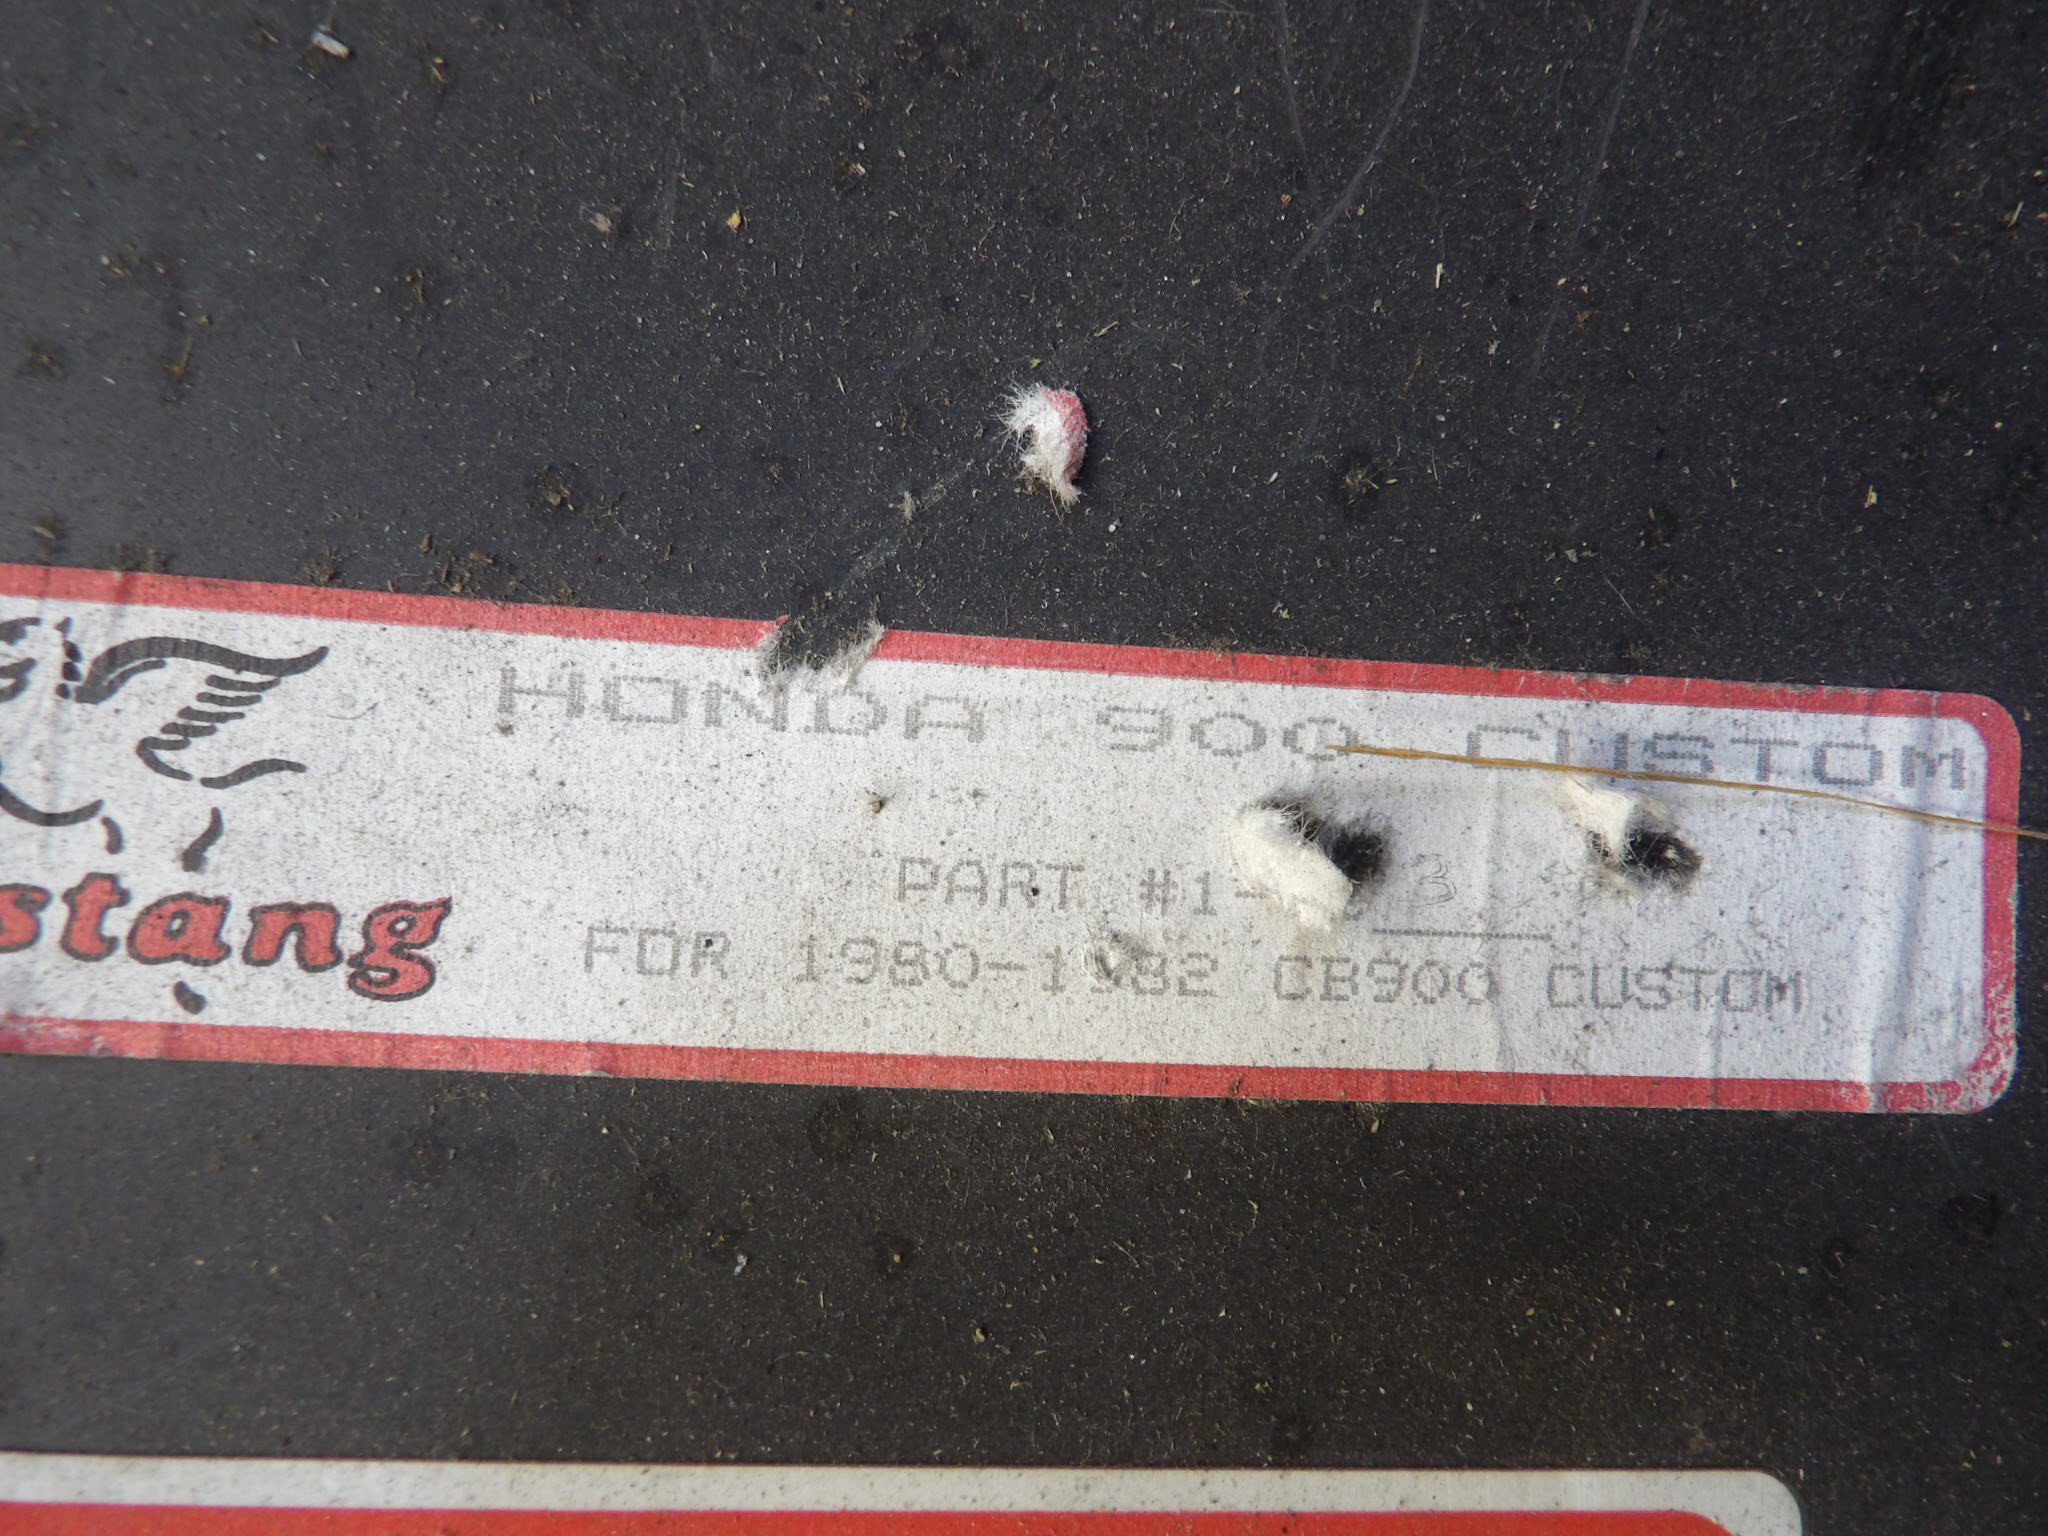 HONDA 900 CUSTOM
stang
PART #1-
FOR 1980-1982 CB900 CUSTOM